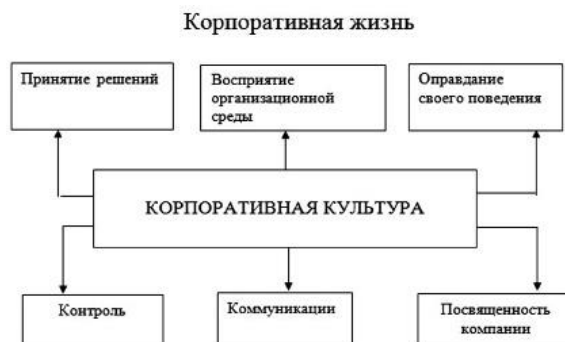 Корпоративная жизнь
Принятие решений
Восприятие
организационной
среды
Оправдание
своего поведения
КОРПОРАТИВНАЯ КУЛЬТУРА
Контроль
Коммуникации
Посвященность
компании